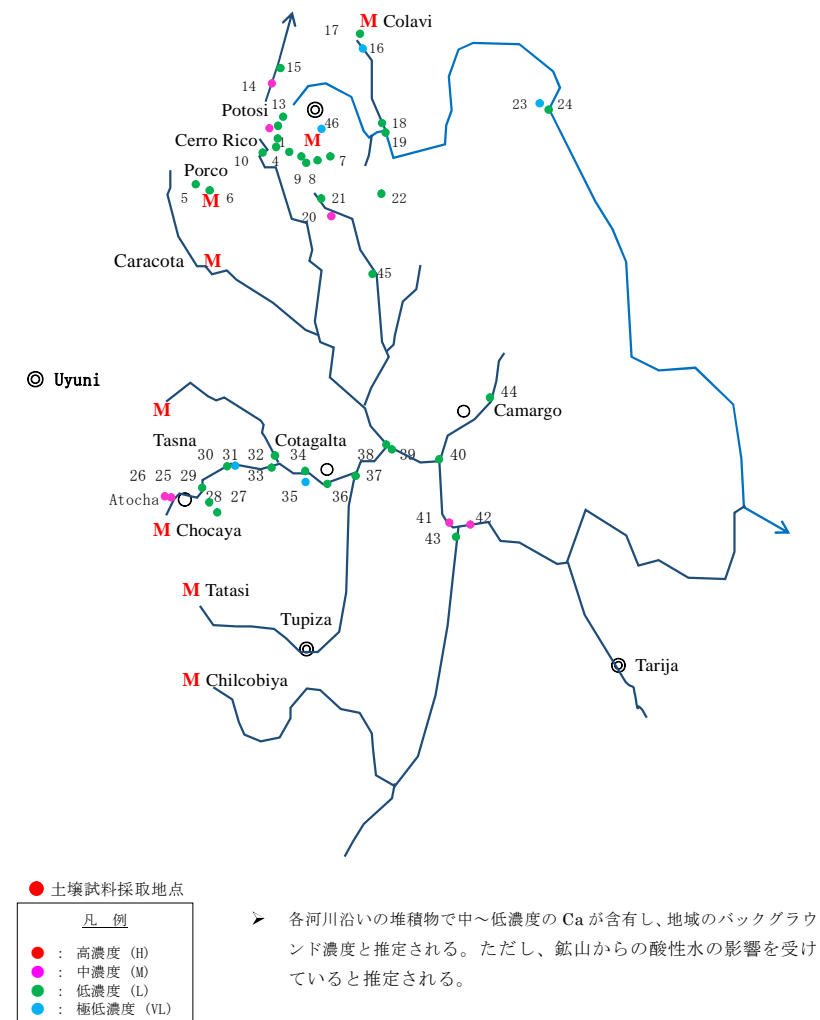 17 M Colavi
16
15
14
Potosi 13
23 24
46
18
Cerro Rico 1 M
19
10 4 7
Porco 9 8
5 M 6
21 22
20
Caracota M
45
Uyuni
M
44
Camargo
Tasna Cotagalta
30 31 32 34 38 39 40
26 25 29 33 37
Atocha 28 27 35 36
M Chocaya
41 42
43
M Tatasi
Tupiza
Tarija
M Chilcobiya
土壌試料採取地点
凡 例
: 高濃度 (H)
: 中濃度 (M)
: 低濃度 (L)
: 極低濃度 (VL)
➢ 各河川沿いの堆積物で中～低濃度の Ca が含有し、地域のバックグラウ
ンド濃度と推定される。ただし、鉱山からの酸性水の影響を受け
ていると推定される。